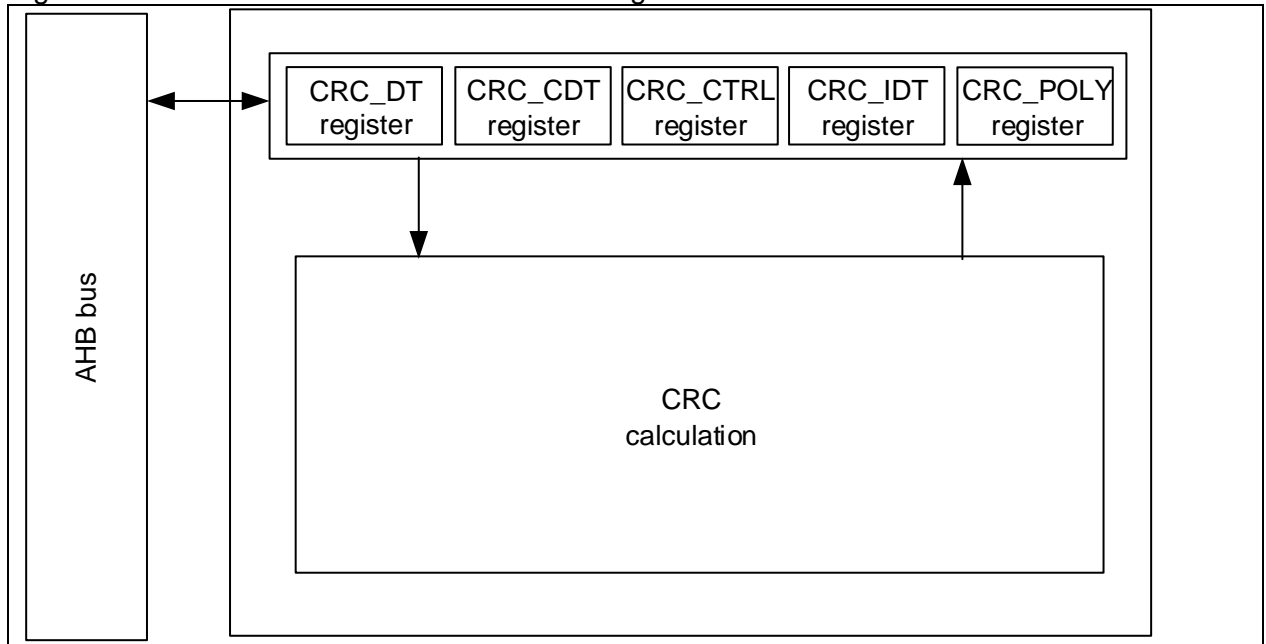 CRC_DT
register
CRC_CDT
register
CRC_CTRL
register
CRC_IDT
register
CRC_POLY
register
AHB bus
CRC
calculation